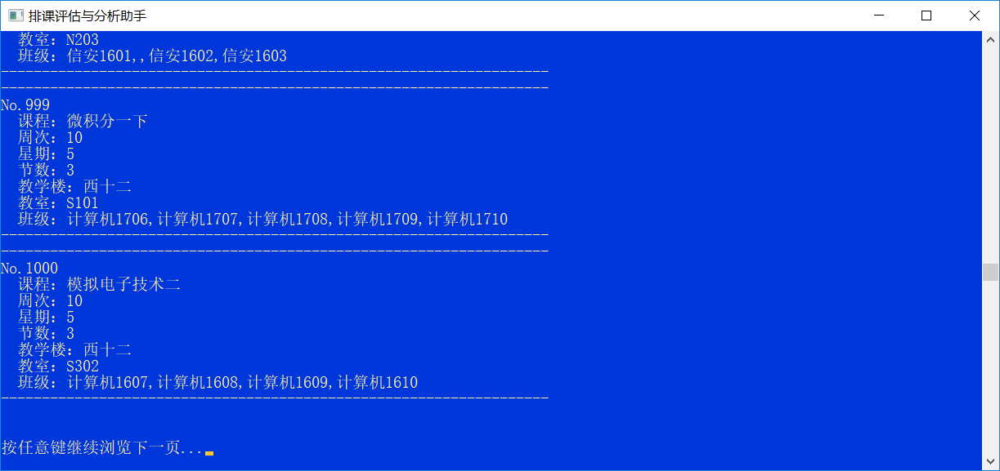 排课评估与分析助手
教室：N203
班级：信安1601,,信安1602,信安1603
-------------------------------------------------------------------
-------------------------------------------------------------------
No.999
课程：微积分一下
周次：10
星期：5
节数：3
教学楼：西十二
教室：S101
班级：计算机1706,计算机1707,计算机1708,计算机1709,计算机1710
-------------------------------------------------------------------
-------------------------------------------------------------------
No.1000
课程：模拟电子技术二
周次：10
星期：5
节数：3
教学楼：西十二
教室：S302
班级：计算机1607,计算机1608,计算机1609,计算机1610
-------------------------------------------------------------------
按任意键继续浏览下一页...